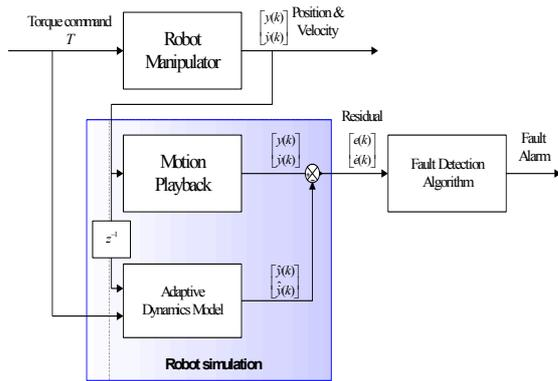 Torque command
T
Robot
Manipulator
[y(k)
ẏ(k)]
Position &
Velocity
Motion
Playback
[y(k)
ẏ(k)]
Residual
[e(k)
ė(k)]
Fault Detection
Algorithm
Fault
Alarm
z⁻¹
Adaptive
Dynamics Model
[ŷ(k)
ŷ̇(k)]
Robot simulation